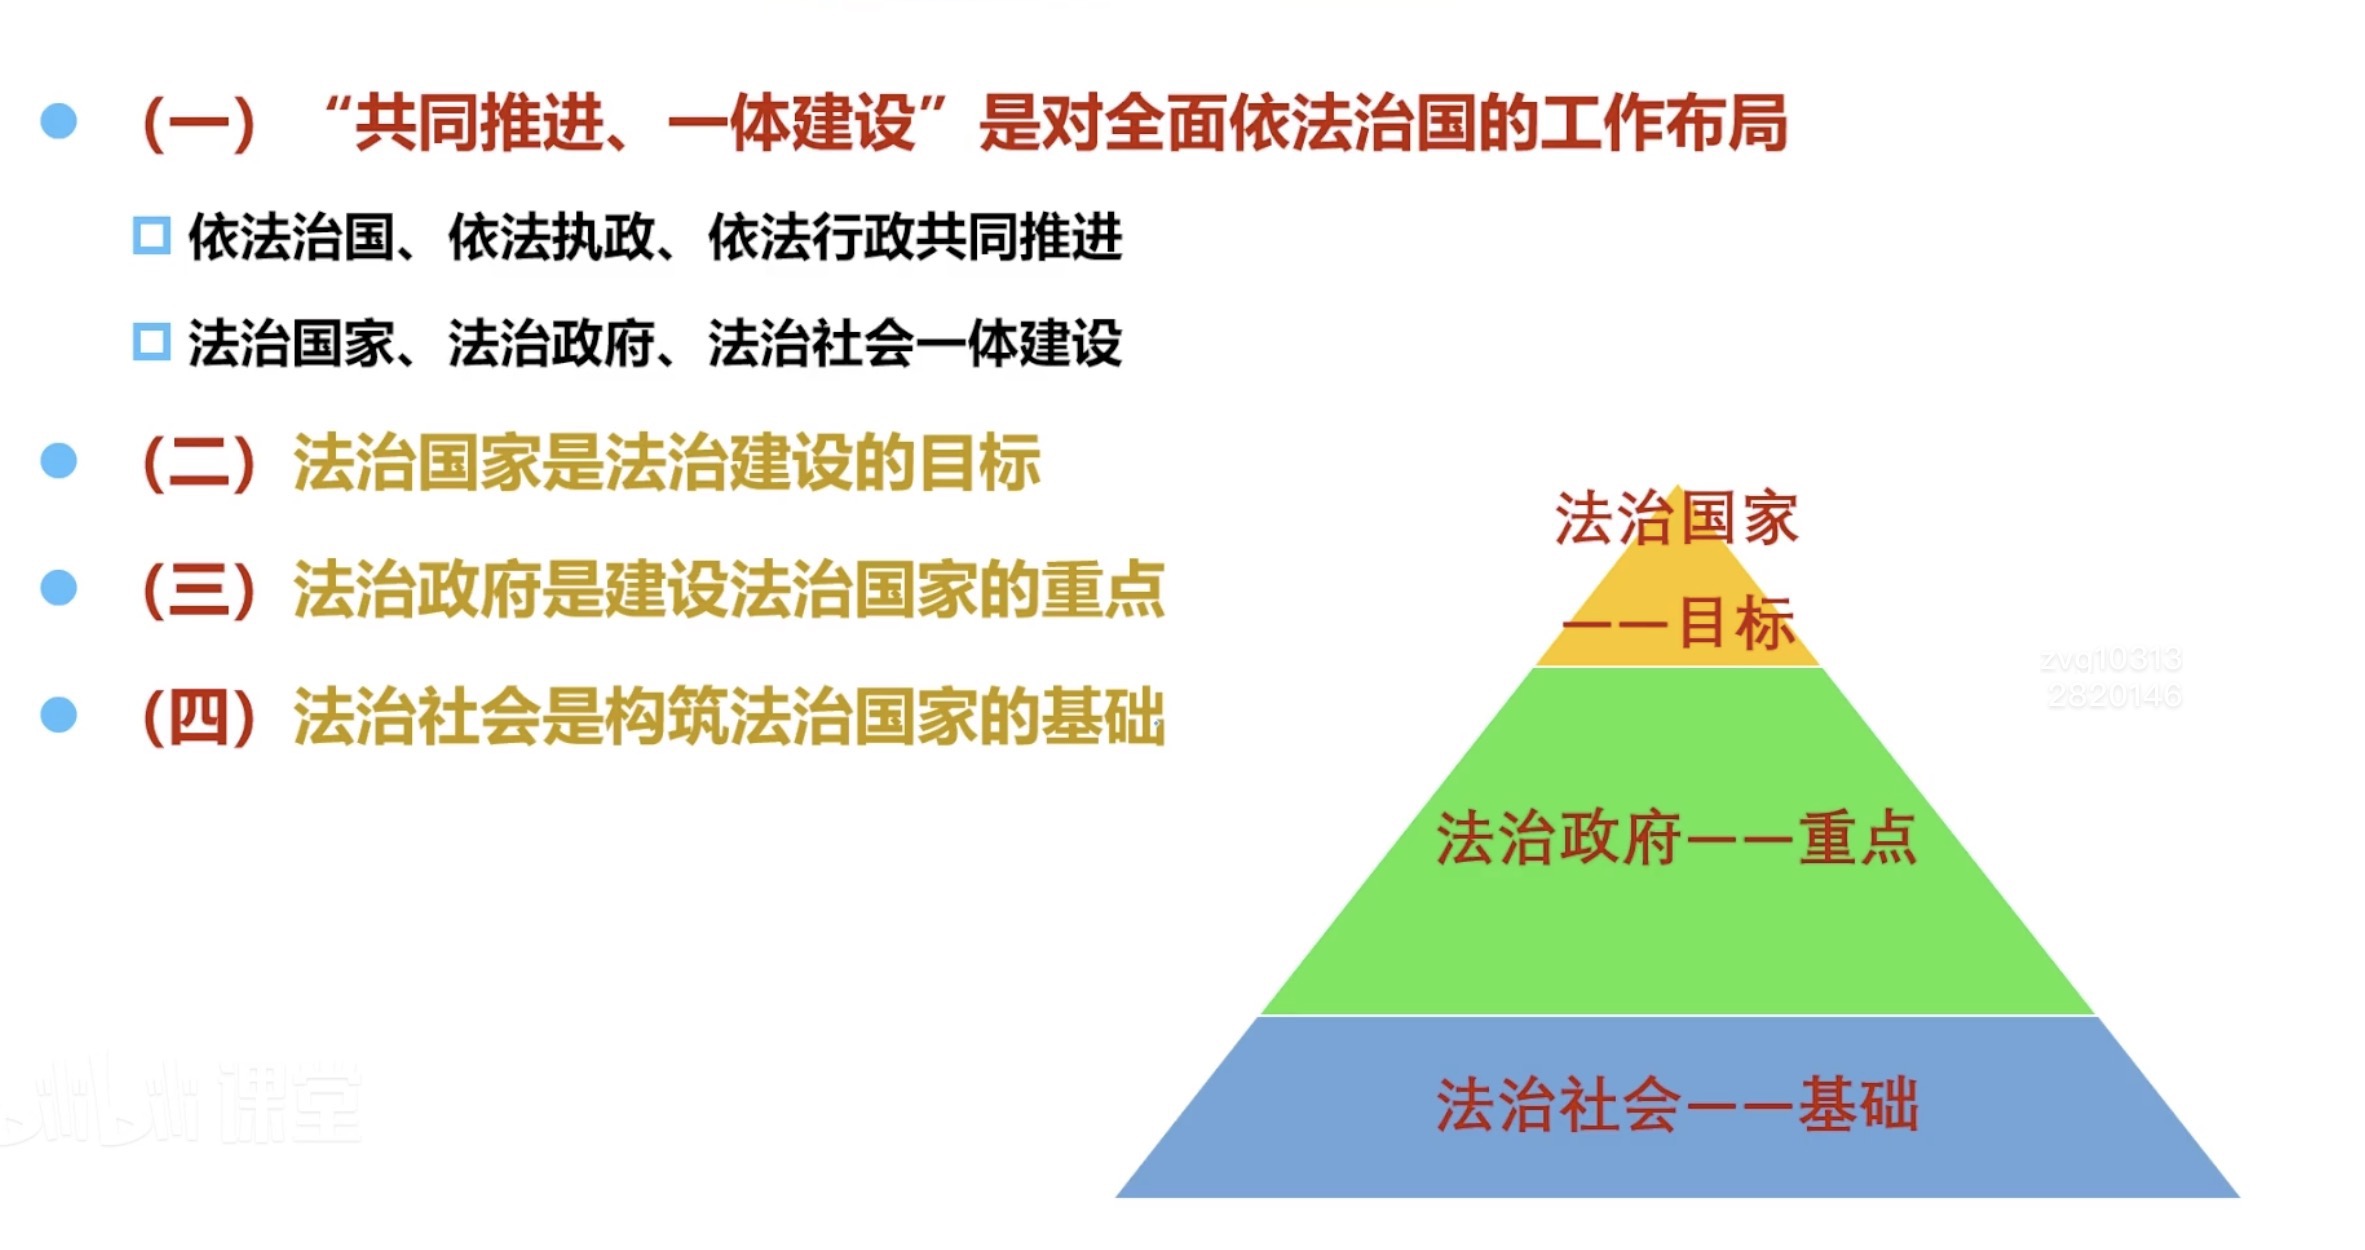 （一）“共同推进、一体建设”是对全面依法治国的工作布局
依法治国、依法执政、依法行政共同推进
法治国家、法治政府、法治社会一体建设
（二）法治国家是法治建设的目标
（三）法治政府是建设法治国家的重点
（四）法治社会是构筑法治国家的基础
法治国家
——目标
法治政府——重点
法治社会——基础
zvq10313
2820146
课堂